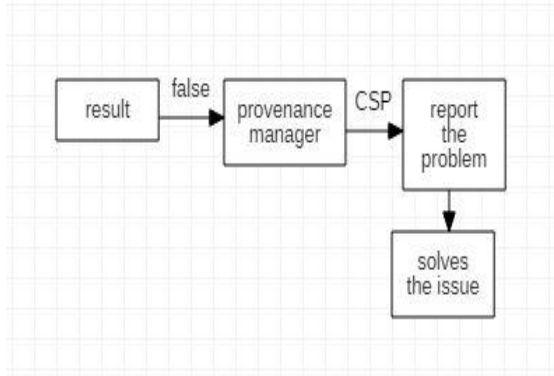 result
false
provenance
manager
CSP
report
the
problem
solves
the issue